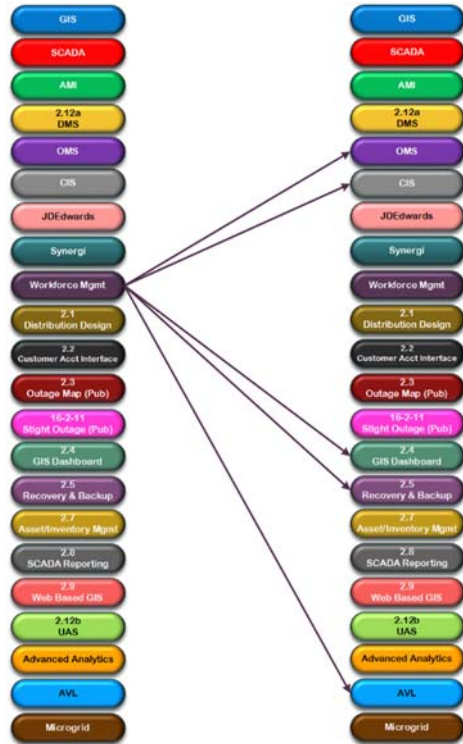 GIS
SCADA
AMI
2.12a
DMS
OMS
CIS
JDEdwards
Synergi
Workforce Mgmt
2.1
Distribution Design
2.2
Customer Acct Interface
2.3
Outage Map (Pub)
16-2-11
Stlght Outage (Pub)
2.4
GIS Dashboard
2.5
Recovery & Backup
2.7
Asset/Inventory Mgmt
2.8
SCADA Reporting
2.9
Web Based GIS
2.12b
UAS
Advanced Analytics
AVL
Microgrid
GIS
SCADA
AMI
2.12a
DMS
OMS
CIS
JDEdwards
Synergi
Workforce Mgmt
2.1
Distribution Design
2.2
Customer Acct Interface
2.3
Outage Map (Pub)
16-2-11
Stlght Outage (Pub)
2.4
GIS Dashboard
2.5
Recovery & Backup
2.7
Asset/Inventory Mgmt
2.8
SCADA Reporting
2.9
Web Based GIS
2.12b
UAS
Advanced Analytics
AVL
Microgrid